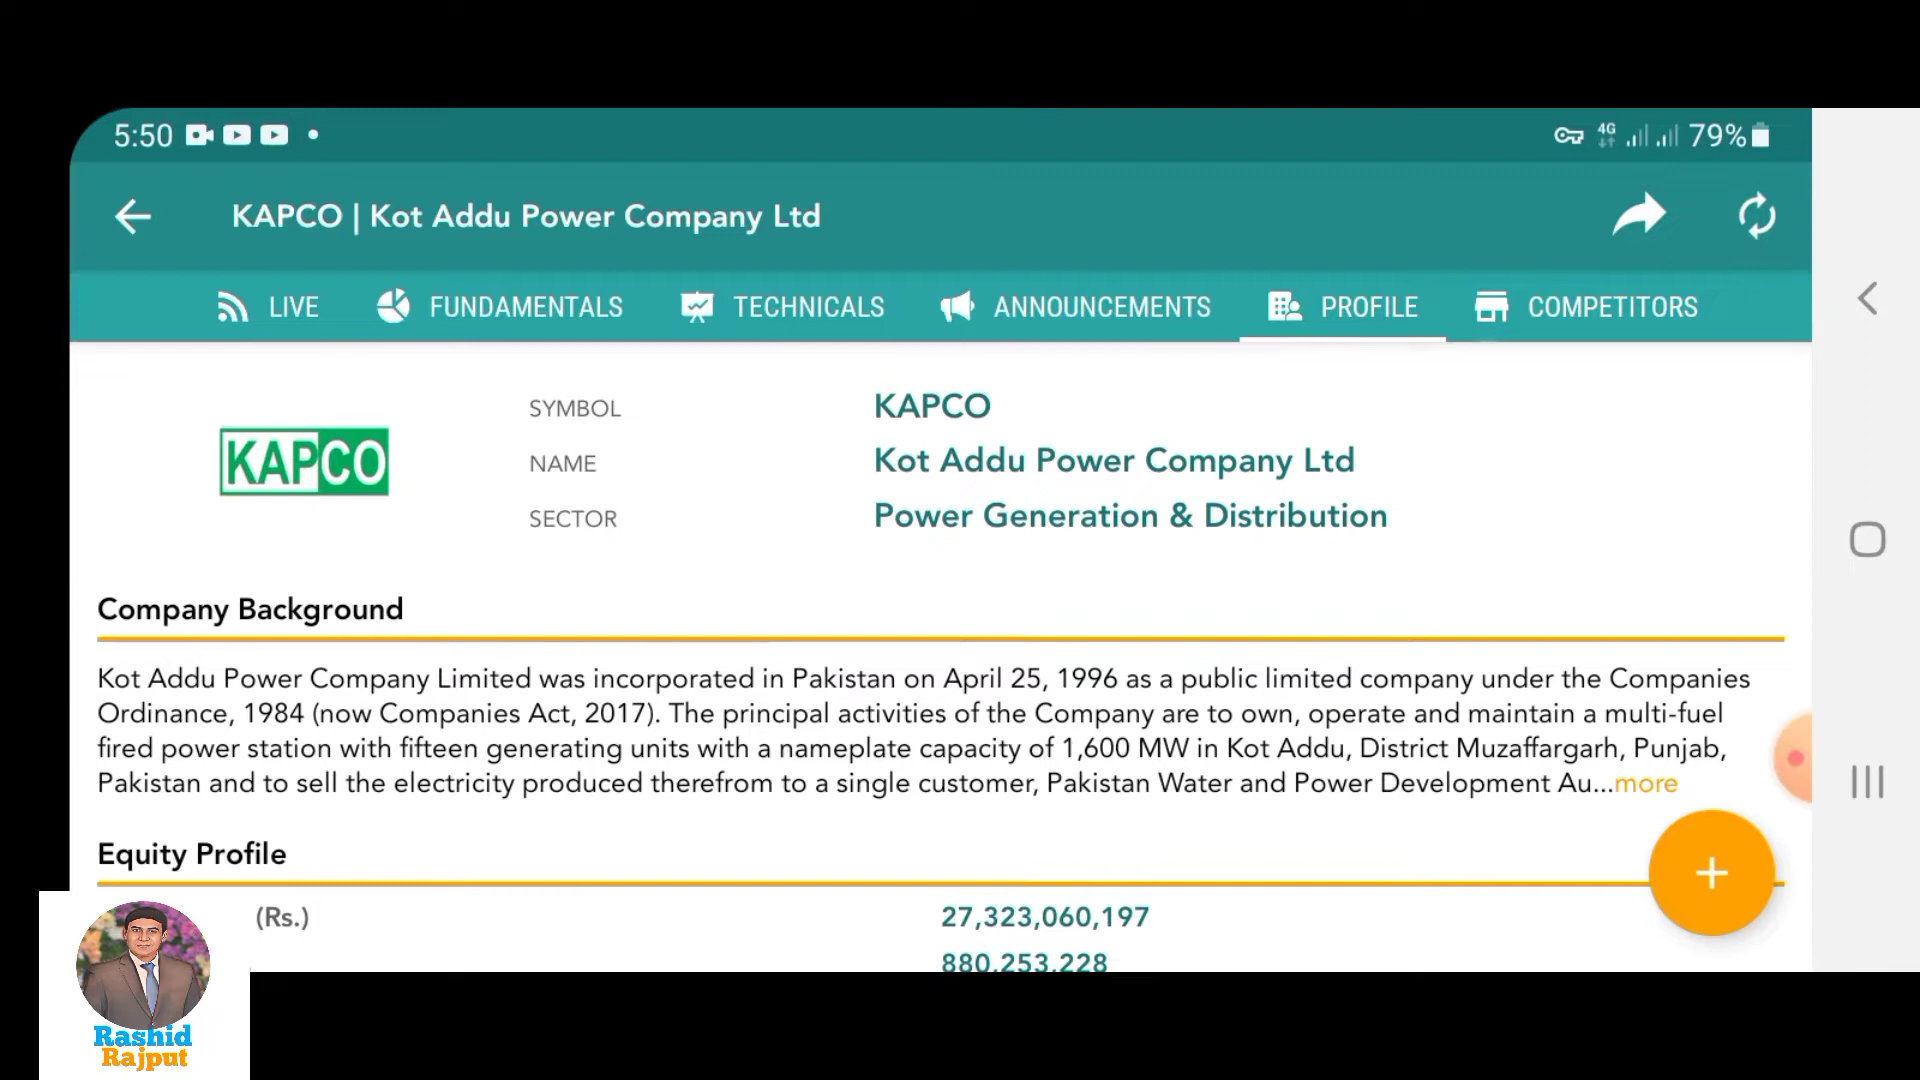 5:50
4G 79%
KAPCO | Kot Addu Power Company Ltd
LIVE FUNDAMENTALS TECHNICALS ANNOUNCEMENTS PROFILE COMPETITORS
KAPCO
SYMBOL KAPCO
NAME Kot Addu Power Company Ltd
SECTOR Power Generation & Distribution
Company Background
Kot Addu Power Company Limited was incorporated in Pakistan on April 25, 1996 as a public limited company under the Companies
Ordinance, 1984 (now Companies Act, 2017). The principal activities of the Company are to own, operate and maintain a multi-fuel
fired power station with fifteen generating units with a nameplate capacity of 1,600 MW in Kot Addu, District Muzaffargarh, Punjab,
Pakistan and to sell the electricity produced therefrom to a single customer, Pakistan Water and Power Development Au...more
Equity Profile
(Rs.) 27,323,060,197
880,253,228
Rashid
Rajput